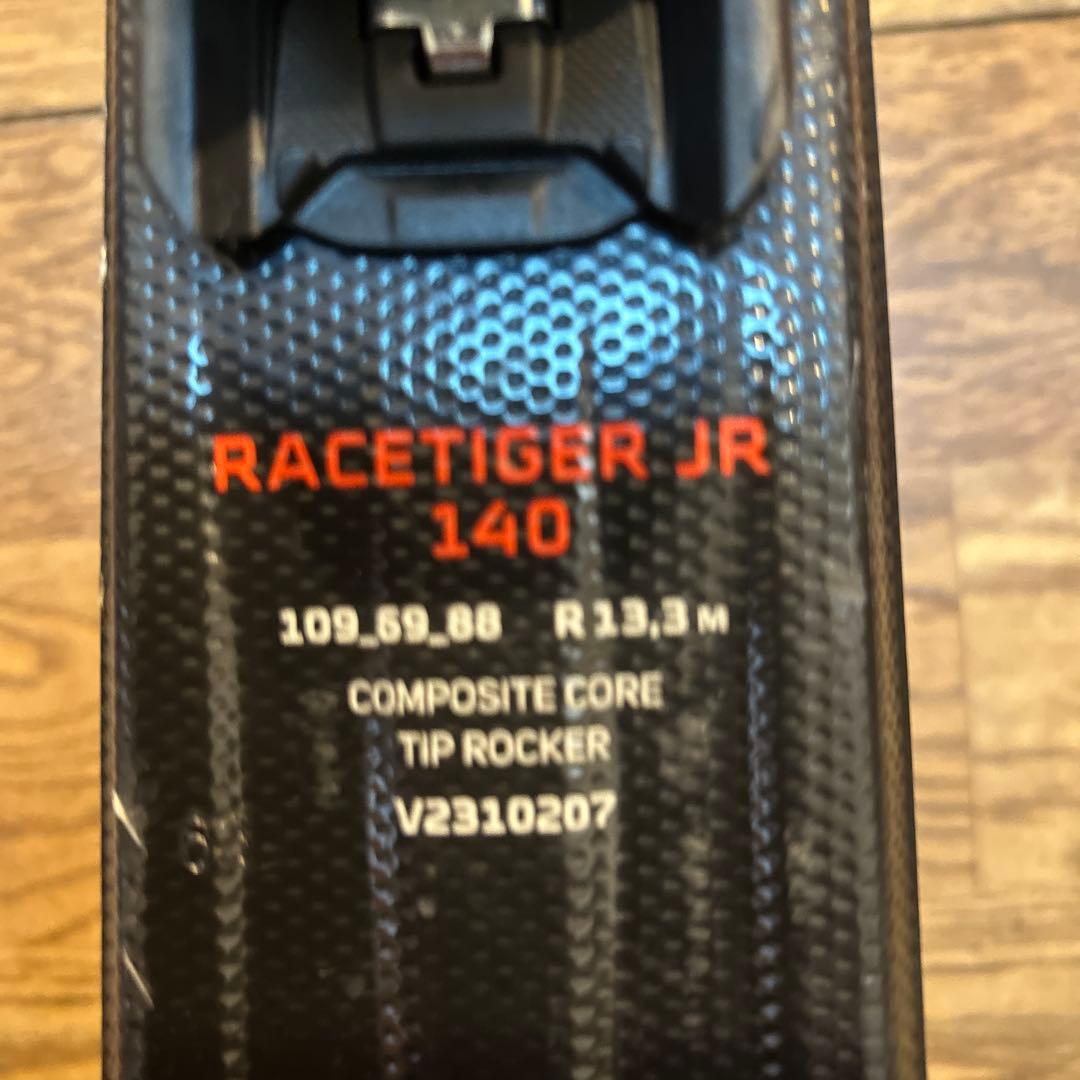 RACETIGER JR
140
109_69_88 R 13,3 M
COMPOSITE CORE
TIP ROCKER
V2310207